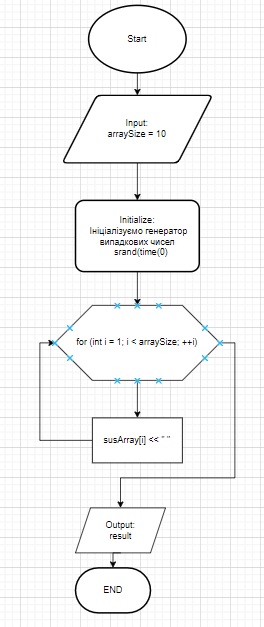 Start
Input:
arraySize = 10
Initialize:
Ініціалізуємо генератор
випадкових чисел
srand(time(0)
for (int i = 1; i < arraySize; ++i)
susArray[i] << " "
Output:
result
END